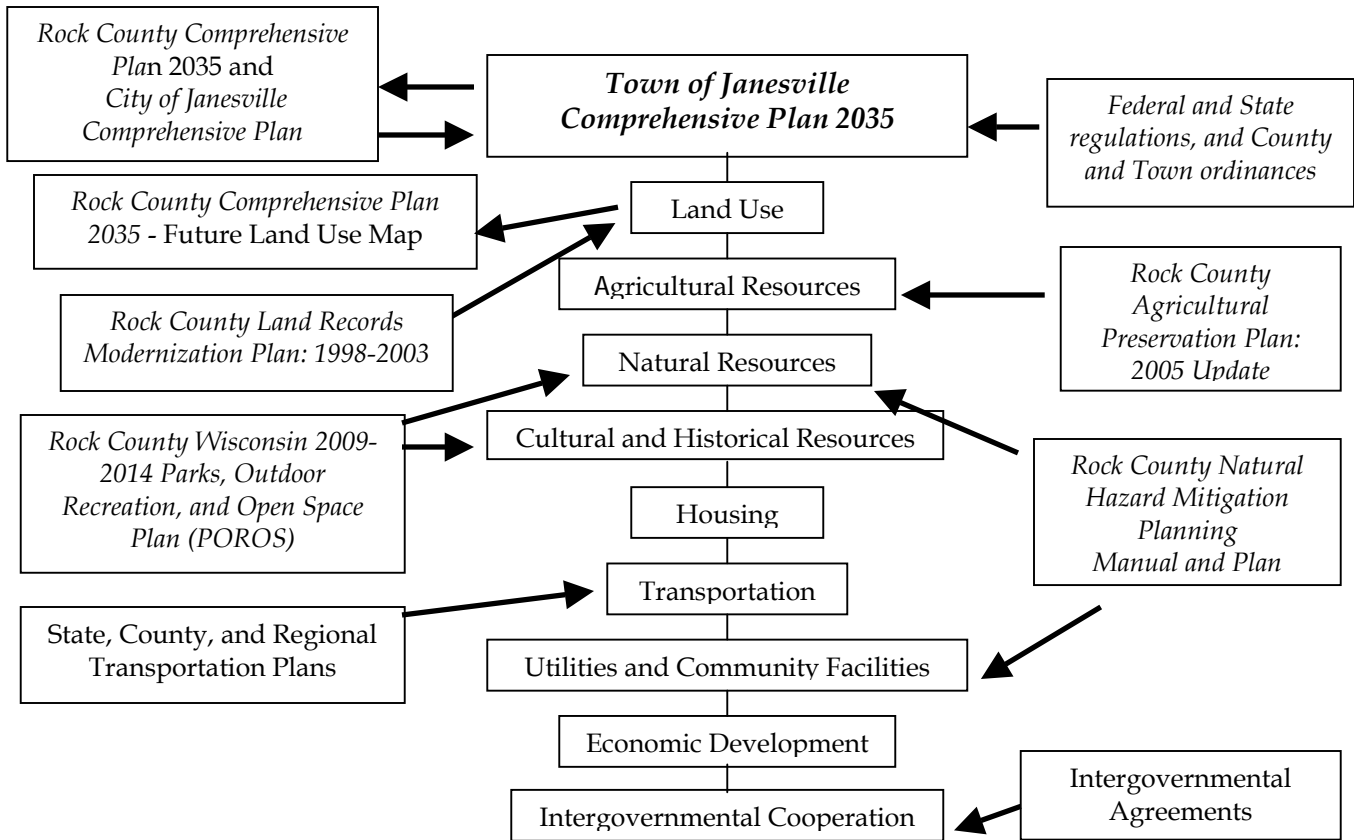 Rock County Comprehensive
Plan 2035 and
City of Janesville
Comprehensive Plan
Town of Janesville
Comprehensive Plan 2035
Federal and State
regulations, and County
and Town ordinances
Rock County Comprehensive Plan
2035 - Future Land Use Map
Land Use
Agricultural Resources
Rock County
Agricultural
Preservation Plan:
2005 Update
Rock County Land Records
Modernization Plan: 1998-2003
Natural Resources
Rock County Wisconsin 2009-
2014 Parks, Outdoor
Recreation, and Open Space
Plan (POROS)
Cultural and Historical Resources
Rock County Natural
Hazard Mitigation
Planning
Manual and Plan
Housing
Transportation
State, County, and Regional
Transportation Plans
Utilities and Community Facilities
Economic Development
Intergovernmental Cooperation
Intergovernmental
Agreements